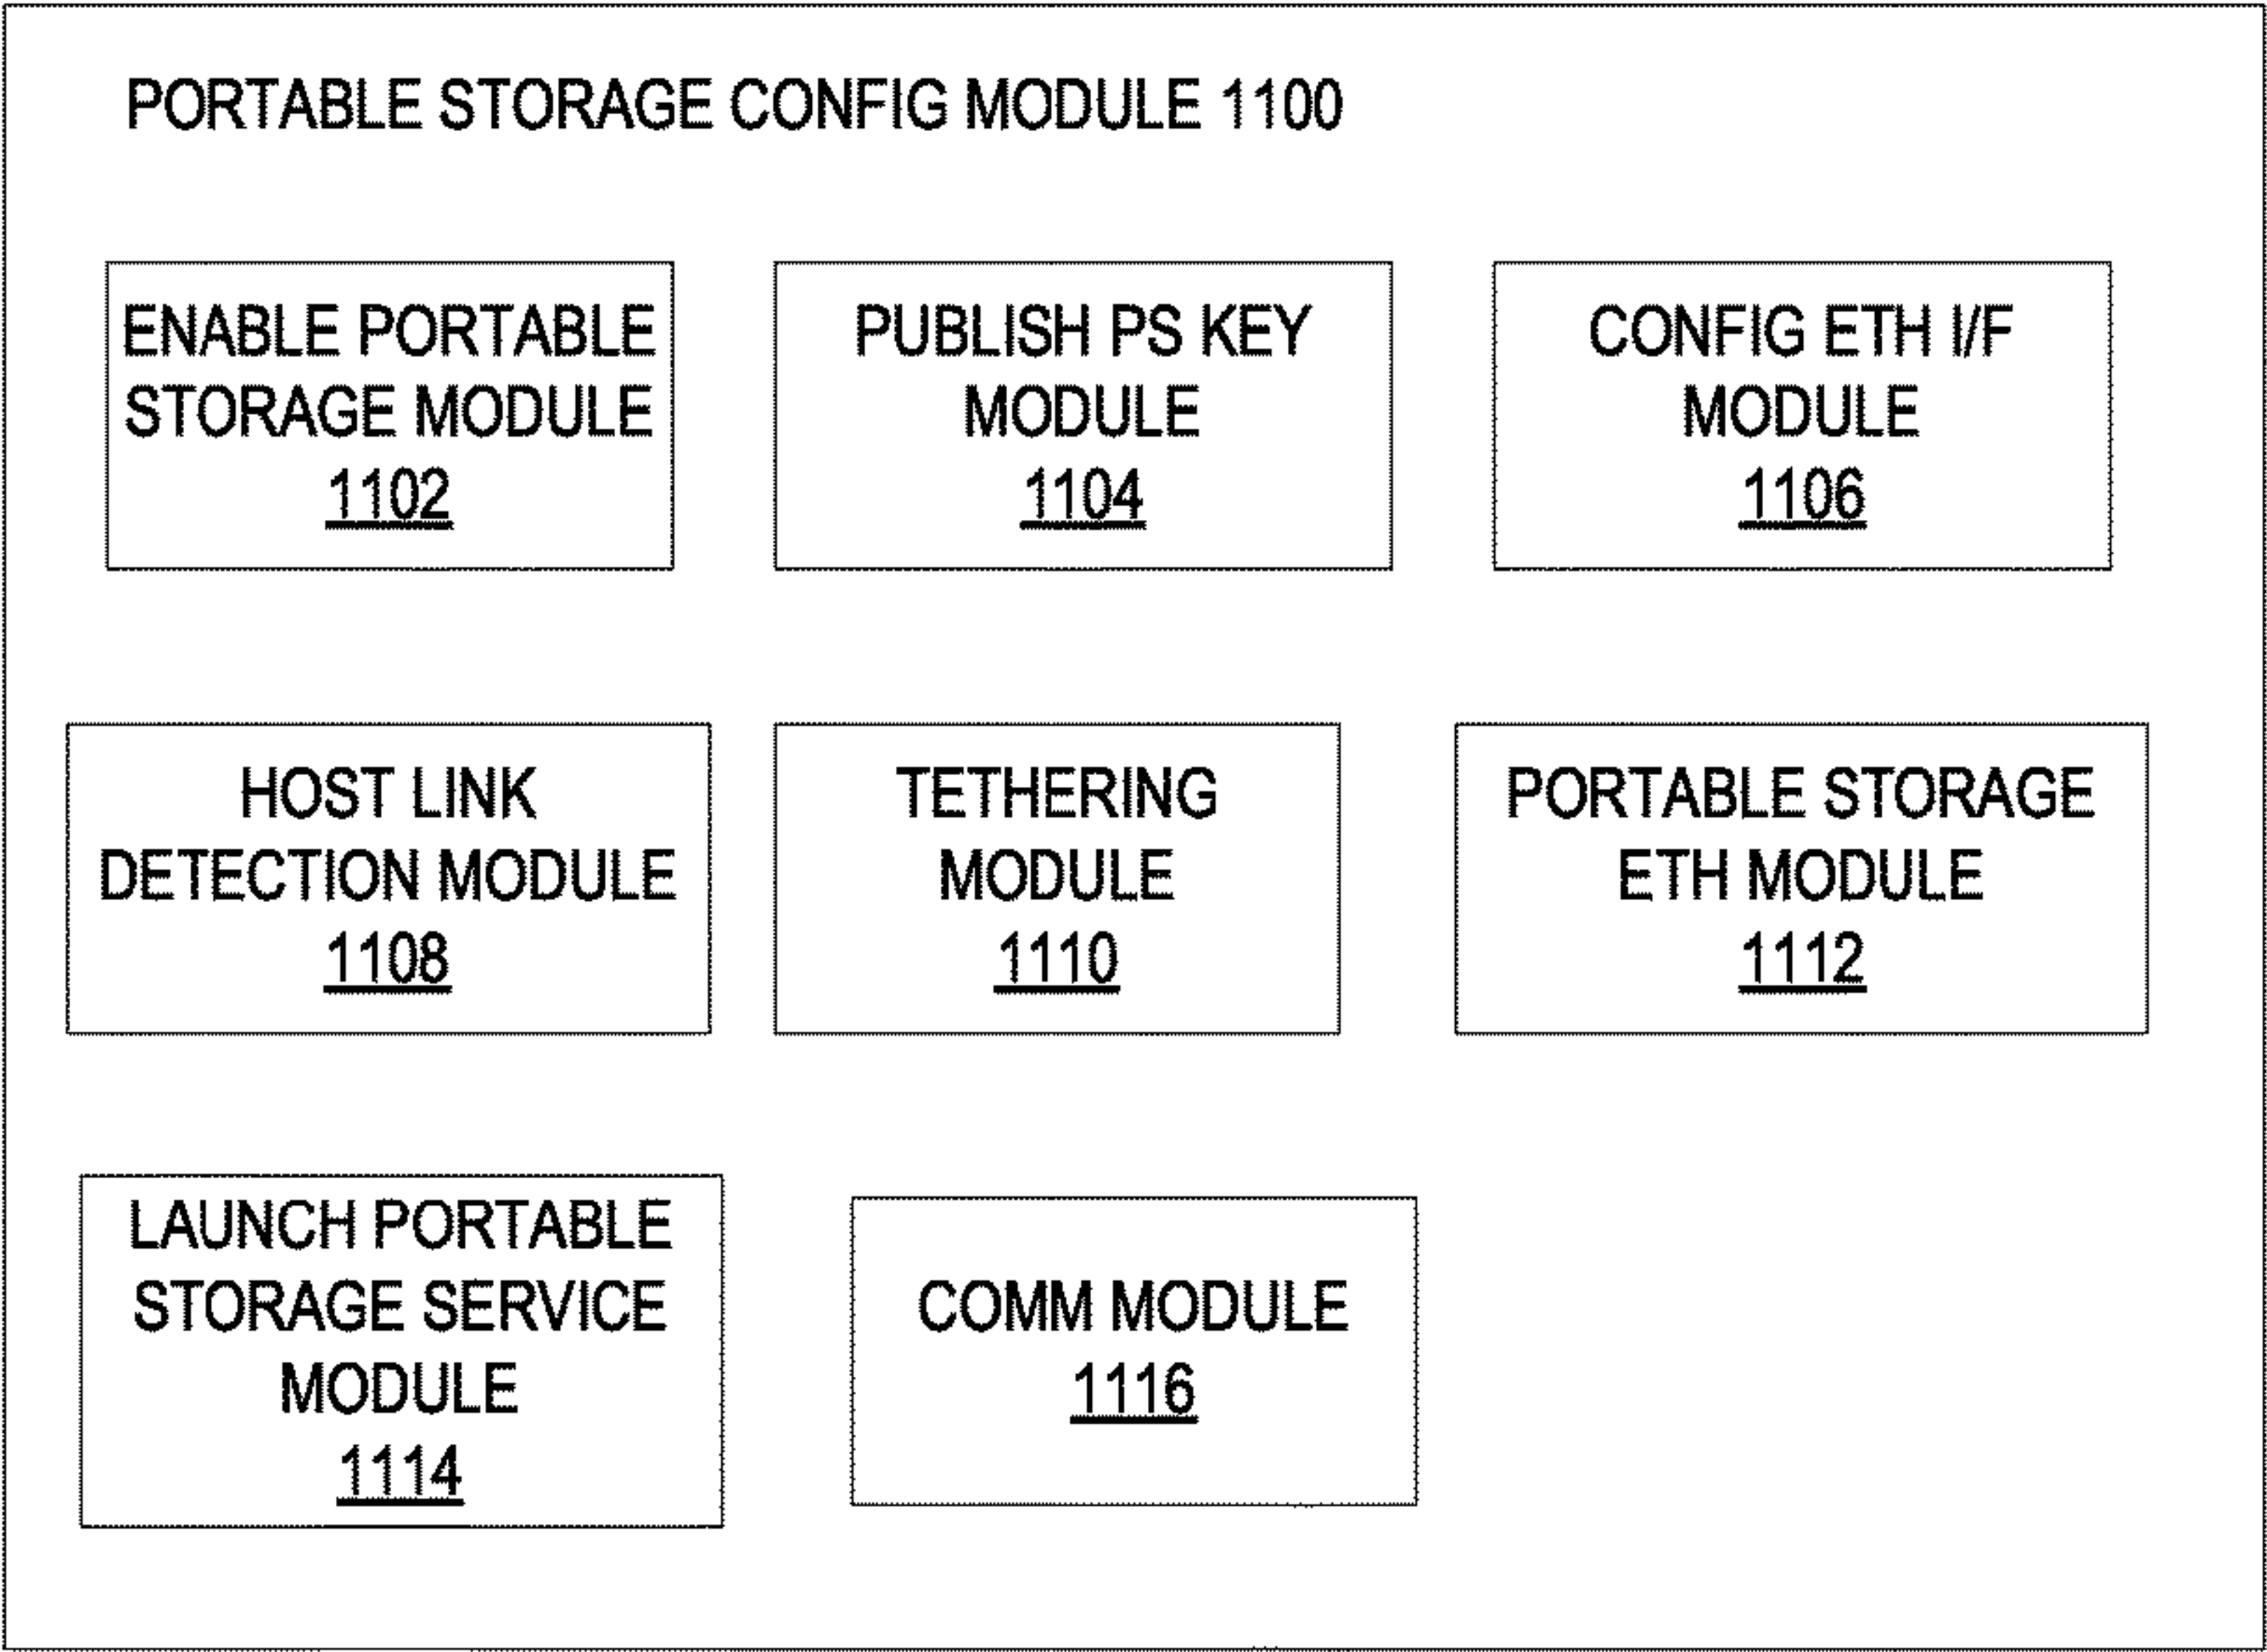 PORTABLE STORAGE CONFIG MODULE 1100
ENABLE PORTABLE
STORAGE MODULE
1102
PUBLISH PS KEY
MODULE
1104
CONFIG ETH I/F
MODULE
1106
HOST LINK
DETECTION MODULE
1108
TETHERING
MODULE
1110
PORTABLE STORAGE
ETH MODULE
1112
LAUNCH PORTABLE
STORAGE SERVICE
MODULE
1114
COMM MODULE
1116